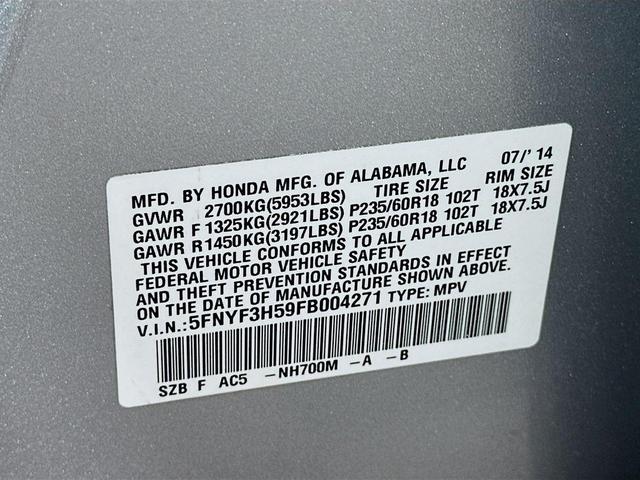 MFD. BY HONDA MFG. OF ALABAMA, LLC 07/'14
GVWR 2700KG(5953LBS) TIRE SIZE RIM SIZE
GAWR F 1325KG(2921LBS) P235/60R18 102T 18X7.5J
GAWR R1450KG(3197LBS) P235/60R18 102T 18X7.5J
THIS VEHICLE CONFORMS TO ALL APPLICABLE
FEDERAL MOTOR VEHICLE SAFETY
AND THEFT PREVENTION STANDARDS IN EFFECT
ON THE DATE OF MANUFACTURE SHOWN ABOVE.
V.I.N.:5FNYF3H59FB004271 TYPE: MPV
SZB F AC5 -NH700M -A -B